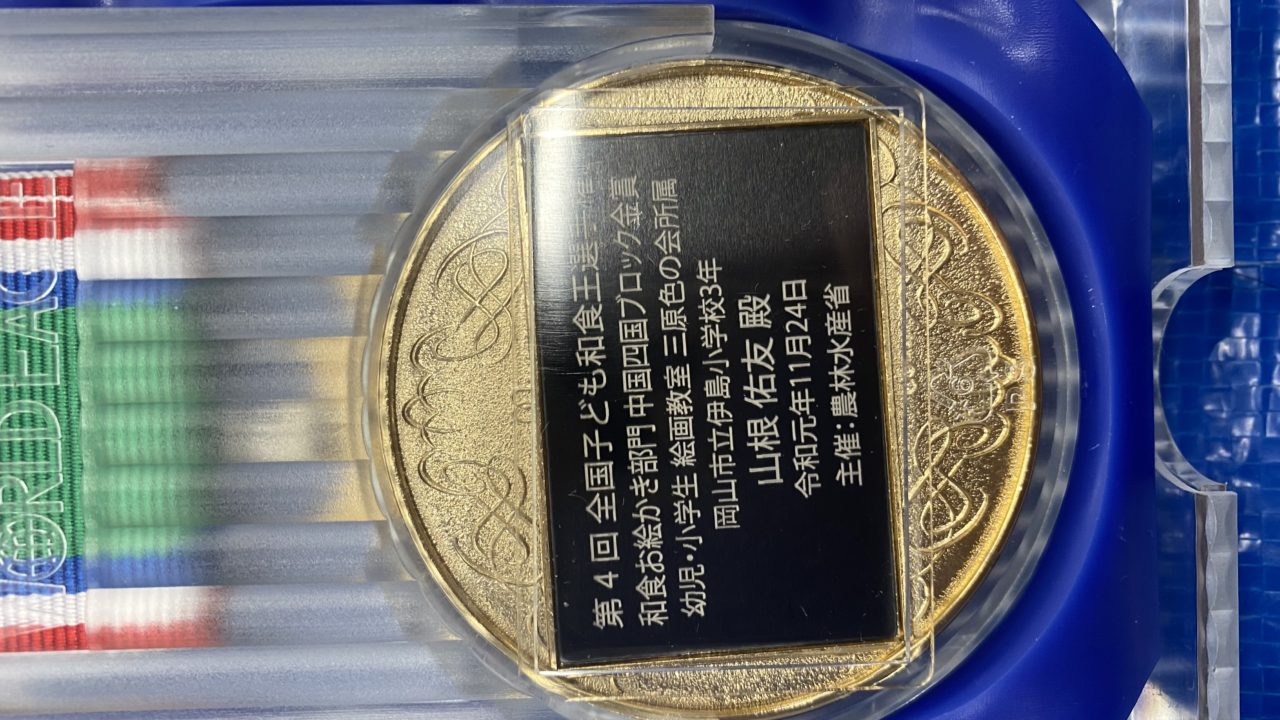 第4回 全国子ども和食王選手権
和食お絵かき部門 中国四国ブロック金賞
幼児・小学生 絵画教室 三原色の会所属
岡山市立伊島小学校3年
山根 佑友 殿
令和元年11月24日
主催:農林水産省
WORLD EACH